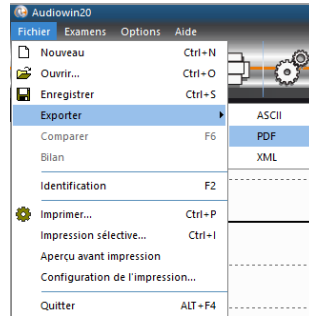 Audiowin20
Fichier Examens Options Aide
Nouveau Ctrl+N
Ouvrir... Ctrl+O
Enregistrer Ctrl+S
Exporter ASCII
Comparer F6 PDF
Bilan XML
Identification F2
Imprimer... Ctrl+P
Impression sélective... Ctrl+I
Aperçu avant impression
Configuration de l'impression...
Quitter ALT+F4